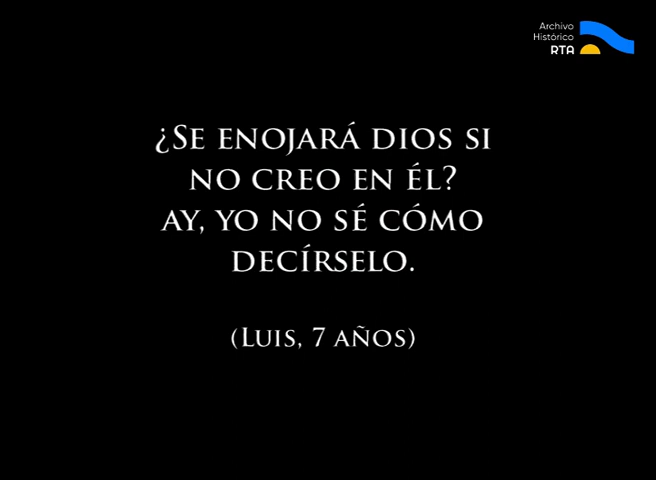 Archivo
Histórico
RTA
¿SE ENOJARÁ DIOS SI
NO CREO EN ÉL?
AY, YO NO SÉ CÓMO
DECÍRSELO.
(LUIS, 7 AÑOS)